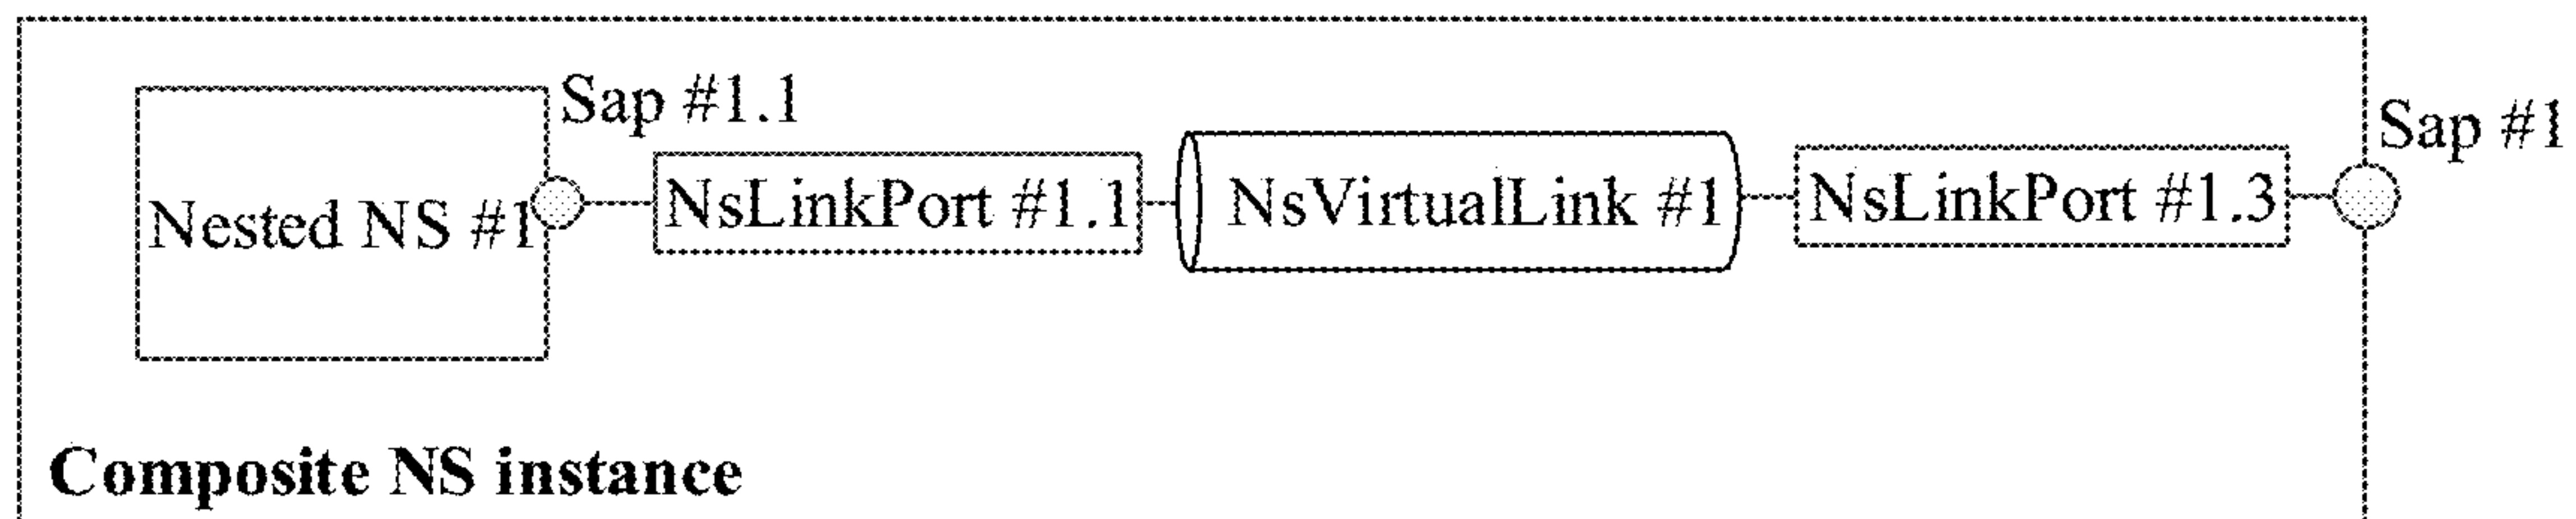 Sap #1.1
Sap #1
Nested NS #1
NsLinkPort #1.1
NsVirtualLink #1
NsLinkPort #1.3
Composite NS instance